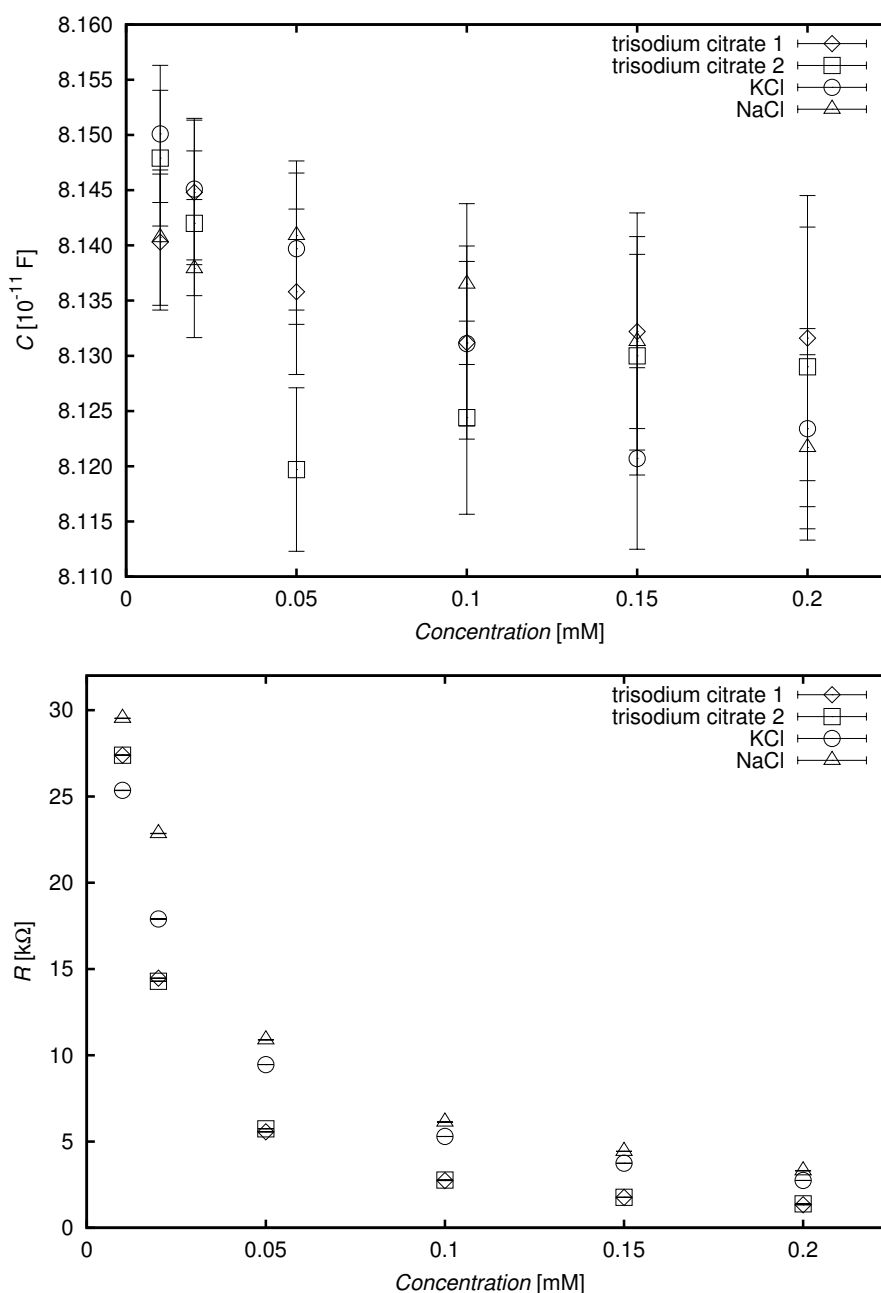 trisodium citrate 1
trisodium citrate 2
KCl
NaCl
8.160
8.155
8.150
8.145
8.140
8.135
8.130
8.125
8.120
8.115
8.110
C [10⁻¹¹ F]
0 0.05 0.1 0.15 0.2
Concentration [mM]
trisodium citrate 1
trisodium citrate 2
KCl
NaCl
30
25
20
15
10
5
0
R [kΩ]
0 0.05 0.1 0.15 0.2
Concentration [mM]